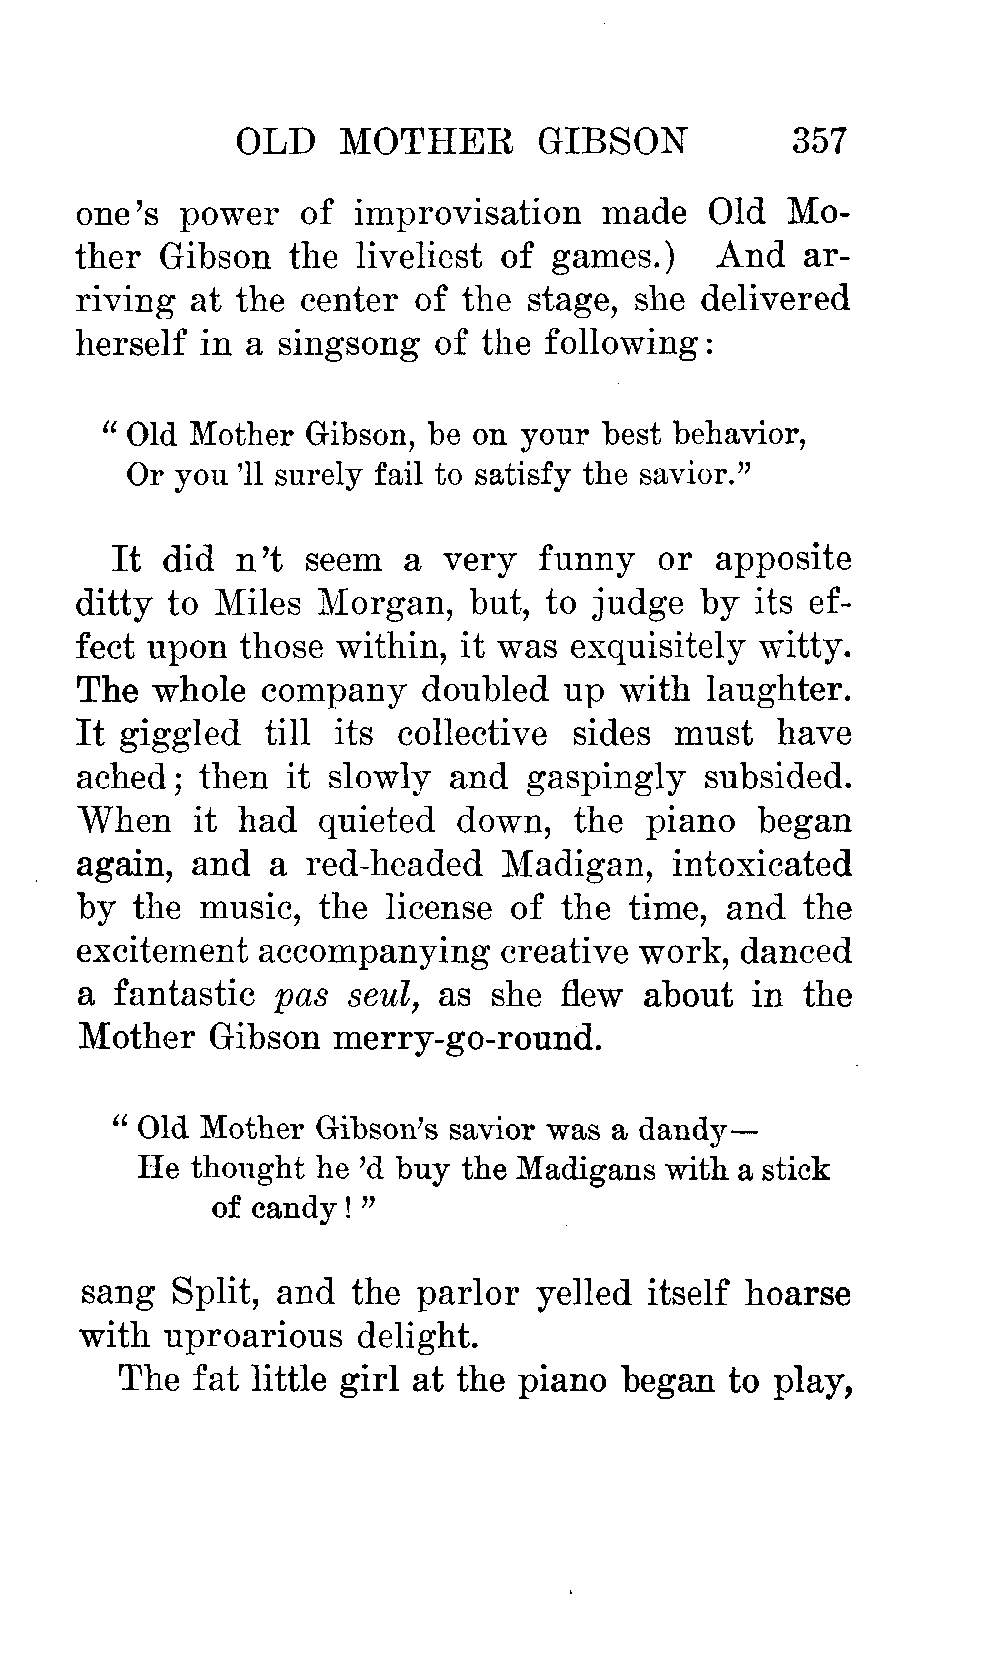 OLD MOTHER GIBSON 357
one's power of improvisation made Old Mo-
ther Gibson the liveliest of games.) And ar-
riving at the center of the stage, she delivered
herself in a singsong of the following:
“ Old Mother Gibson, be on your best behavior,
Or you 'll surely fail to satisfy the savior.”
It did n't seem a very funny or apposite
ditty to Miles Morgan, but, to judge by its ef-
fect upon those within, it was exquisitely witty.
The whole company doubled up with laughter.
It giggled till its collective sides must have
ached; then it slowly and gaspingly subsided.
When it had quieted down, the piano began
again, and a red-headed Madigan, intoxicated
by the music, the license of the time, and the
excitement accompanying creative work, danced
a fantastic pas seul, as she flew about in the
Mother Gibson merry-go-round.
“ Old Mother Gibson's savior was a dandy—
He thought he 'd buy the Madigans with a stick
of candy! ”
sang Split, and the parlor yelled itself hoarse
with uproarious delight.
The fat little girl at the piano began to play,